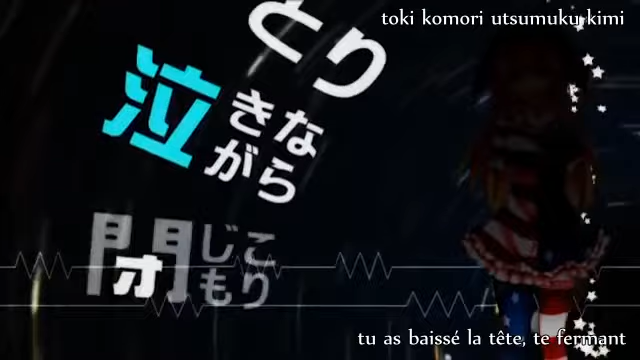 toki komori utsumuku kimi
とり
泣きながら
閉じこもり
tu as baissé la tête, te fermant